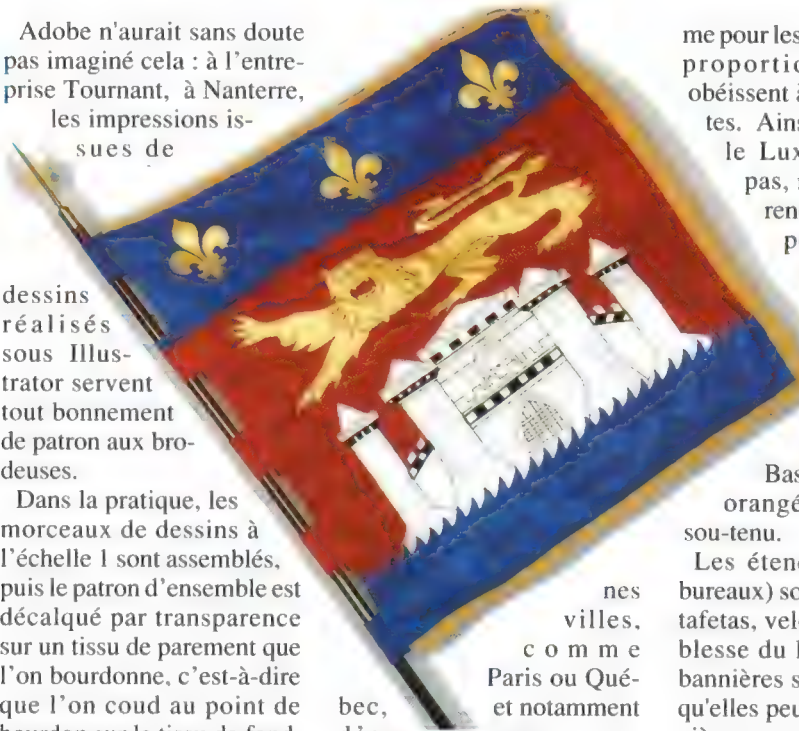 Adobe n'aurait sans doute
pas imaginé cela : à l'entre-
prise Tournant, à Nanterre,
les impressions is-
sues de
dessins
réalisés
sous Illus-
trator servent
tout bonnement
de patron aux bro-
deuses.
Dans la pratique, les
morceaux de dessins à
l'échelle 1 sont assemblés,
puis le patron d'ensemble est
décalqué par transparence
sur un tissu de parement que
l'on bourdonne, c'est-à-dire
que l'on coud au point de
nes
villes,
comme
Paris ou Qué-
bec, et notamment
me pour les
proportio
obéissent à
tes. Ains
le Lux
pas,
ren
p
Bas
orangé
sou-tenu.
Les éten
bureaux) so
tafetas, vel
blesse du
bannières s
qu'elles peu